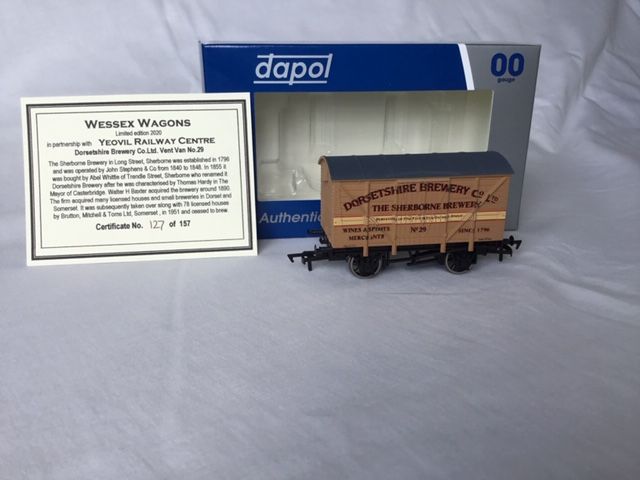 WESSEX WAGONS
Limited edition 2020
in partnership with YEOVIL RAILWAY CENTRE
Dorsetshire Brewery Co.Ltd. Vent Van No.29
The Sherborne Brewery in Long Street, Sherborne was established in 1796
and was operated by John Stephens & Co from 1840 to 1848. In 1855 it
was bought by Abel Whittle of Trendle Street, Sherborne who renamed it
Dorsetshire Brewery after he was characterised by Thomas Hardy in The
Mayor of Casterbridge. Walter H Baxter acquired the brewery around 1890.
The firm acquired many licensed houses and small breweries in Dorset and
Somerset. It was subsequently taken over along with 78 licensed houses
by Brutton, Mitchell & Toms Ltd, Somerset, in 1951 and ceased to brew.
Certificate No. 127 of 157
dapol
00
gauge
Authentic
DORSETSHIRE BREWERY Co. LTD
THE SHERBORNE BREWERY
WINES & SPIRITS
MERCHANTS
No 29
SINCE 1796